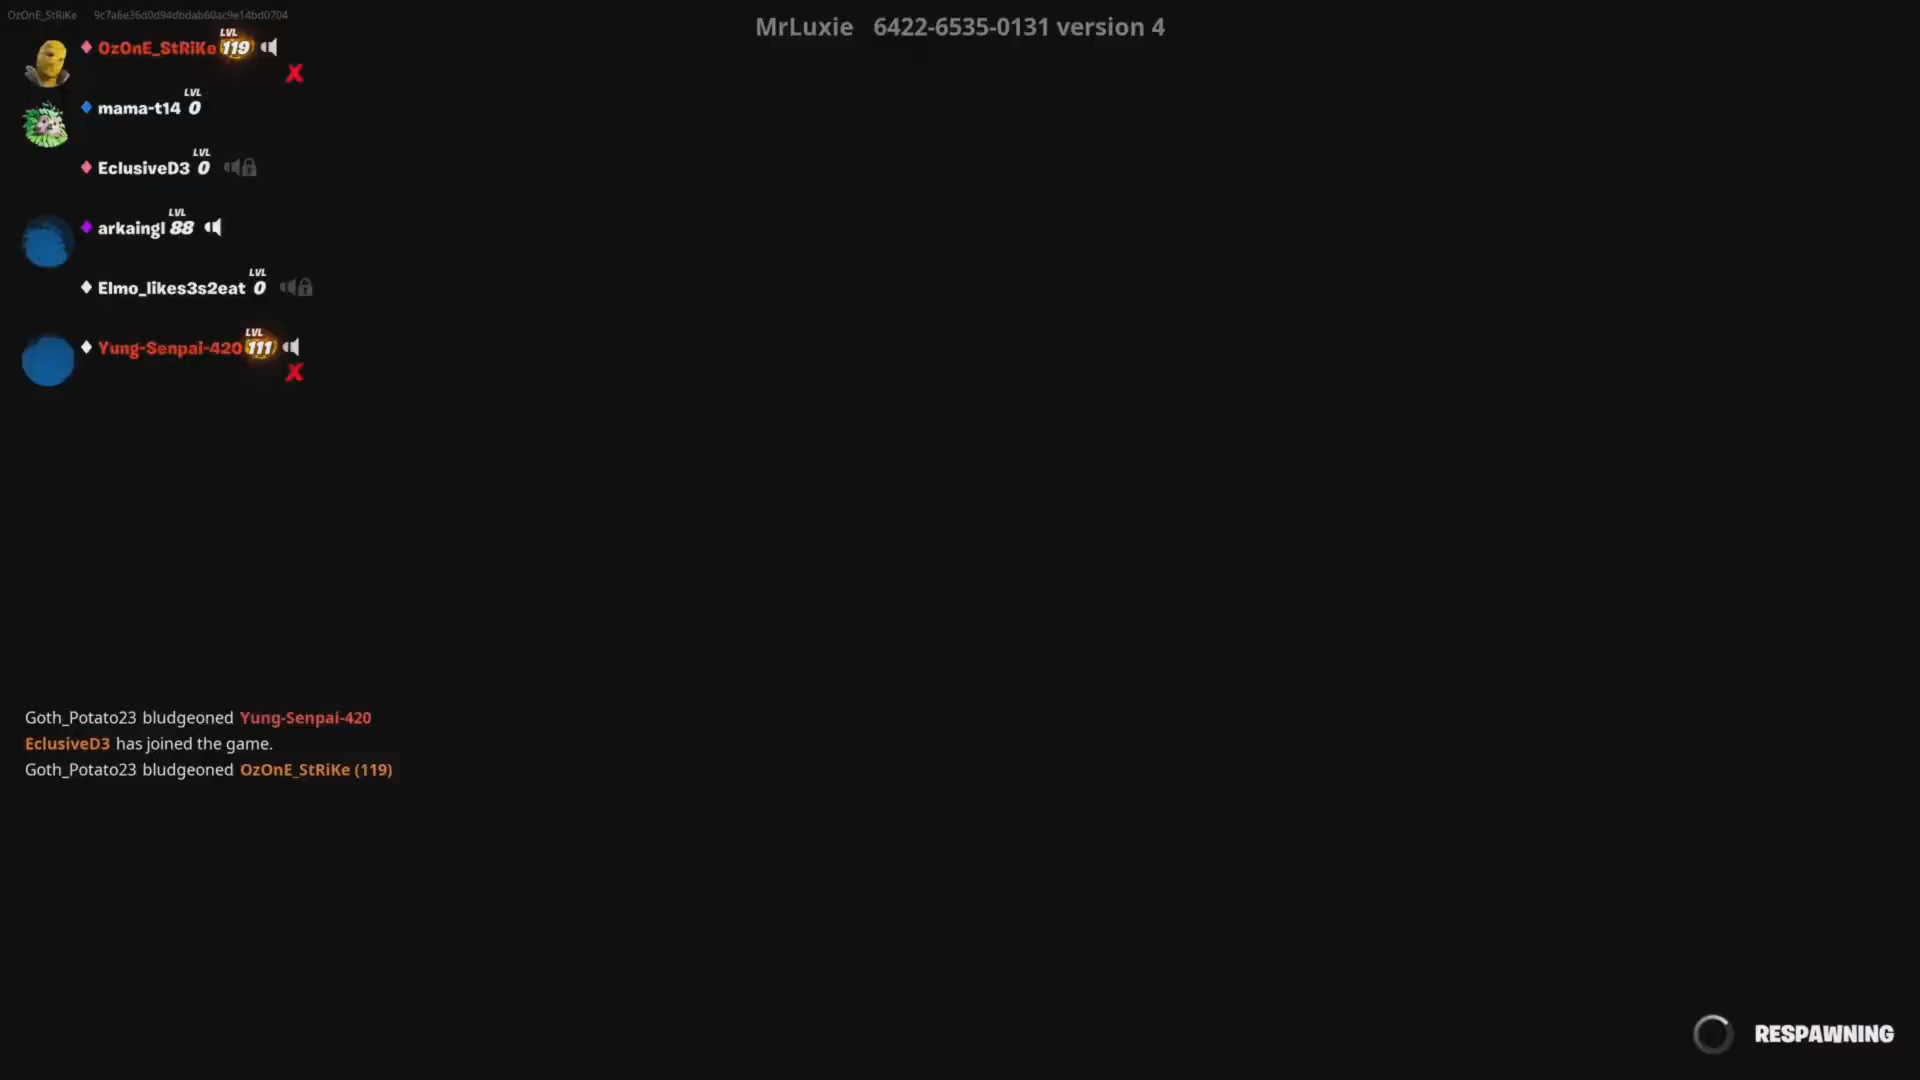 OzOnE_StRiKe 9c7a6e36d0d94dbdab60ac9e14bd0704
MrLuxie 6422-6535-0131 version 4
LVL
OzOnE_StRiKe 119
X
LVL
mama-t14 0
LVL
EclusiveD3 0
LVL
arkaingl 88
LVL
Elmo_likes3s2eat 0
LVL
Yung-Senpai-420 111
X
Goth_Potato23 bludgeoned Yung-Senpai-420
EclusiveD3 has joined the game.
Goth_Potato23 bludgeoned OzOnE_StRiKe (119)
RESPAWNING